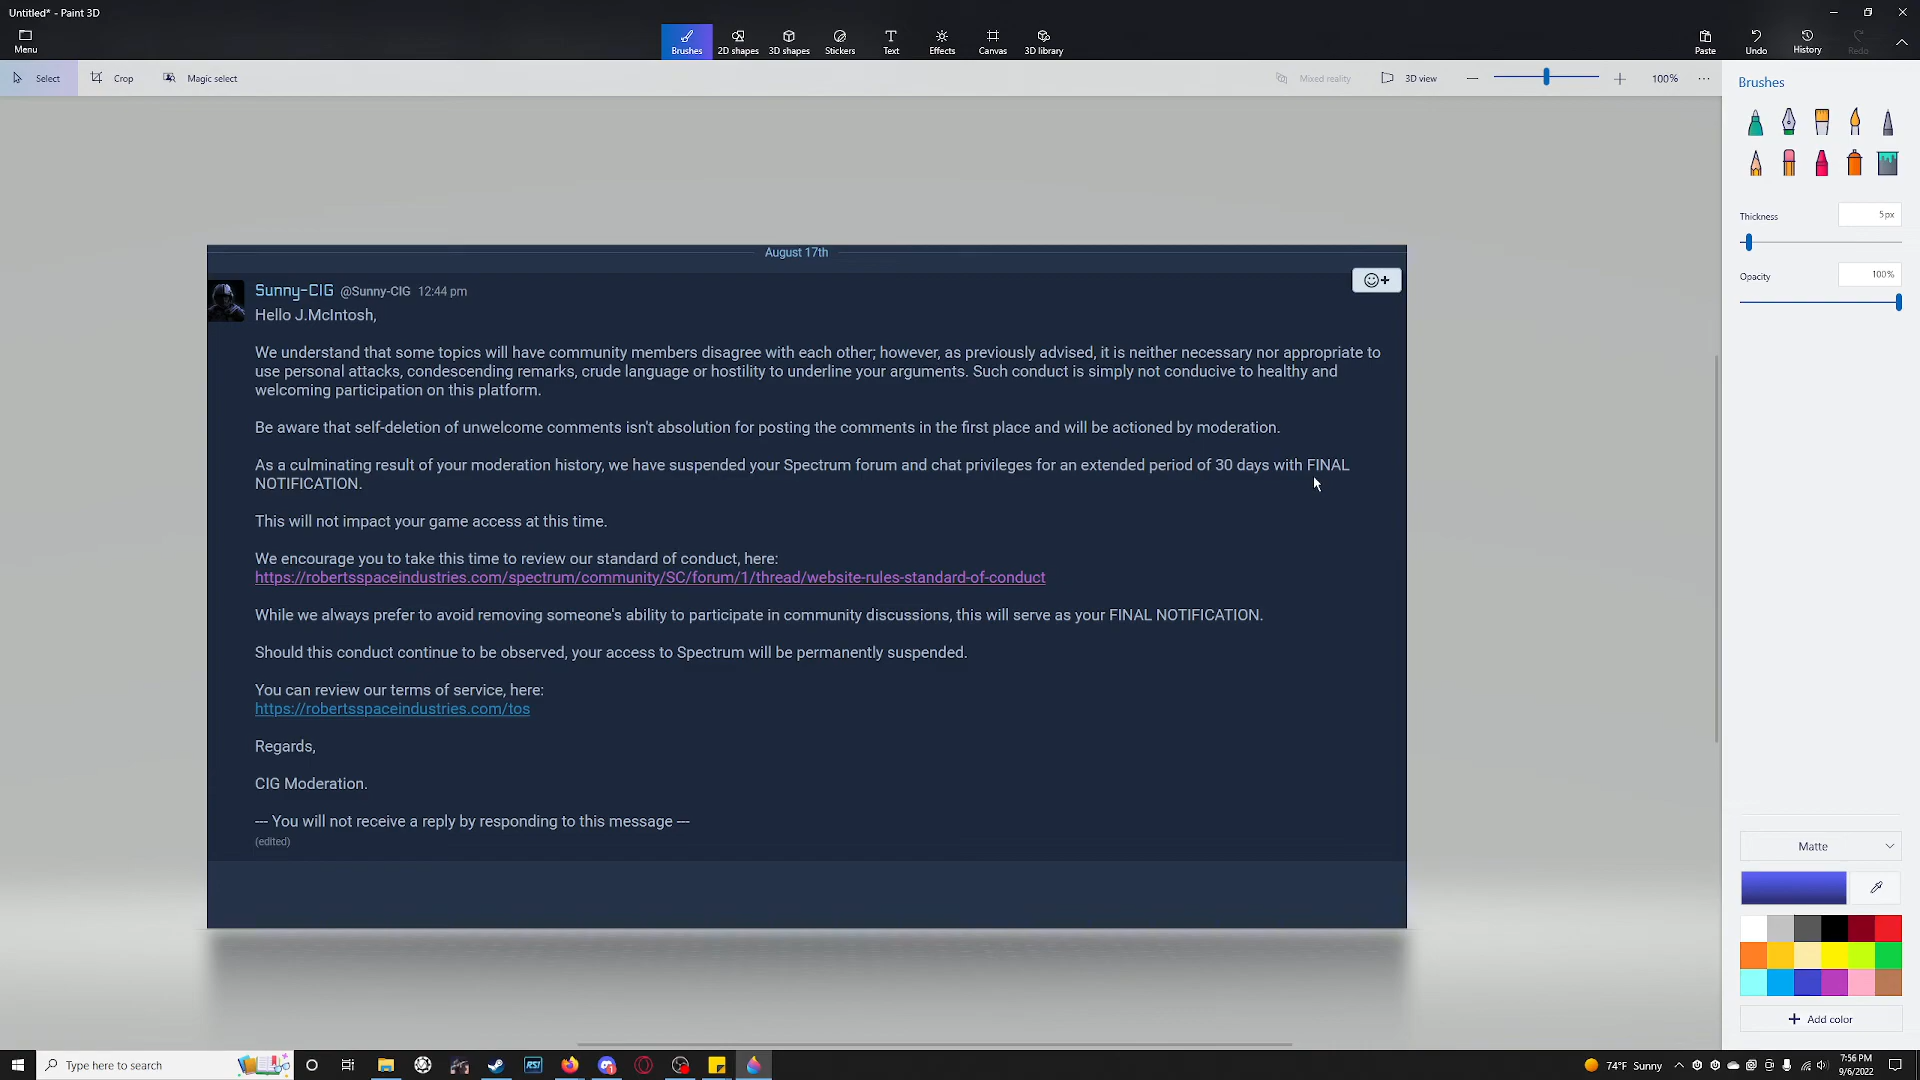 Untitled* - Paint 3D
Menu
Brushes
2D shapes
3D shapes
Stickers
Text
Effects
Canvas
3D library
Paste
Undo
History
Redo
Select
Crop
Magic select
Mixed reality
3D view
100%
Brushes
Thickness
5px
Opacity
100%
August 17th
Sunny-CIG @Sunny-CIG 12:44 pm
Hello J.McIntosh,
We understand that some topics will have community members disagree with each other; however, as previously advised, it is neither necessary nor appropriate to
use personal attacks, condescending remarks, crude language or hostility to underline your arguments. Such conduct is simply not conducive to healthy and
welcoming participation on this platform.
Be aware that self-deletion of unwelcome comments isn't absolution for posting the comments in the first place and will be actioned by moderation.
As a culminating result of your moderation history, we have suspended your Spectrum forum and chat privileges for an extended period of 30 days with FINAL
NOTIFICATION.
This will not impact your game access at this time.
We encourage you to take this time to review our standard of conduct, here:
https://robertsspaceindustries.com/spectrum/community/SC/forum/1/thread/website-rules-standard-of-conduct
While we always prefer to avoid removing someone's ability to participate in community discussions, this will serve as your FINAL NOTIFICATION.
Should this conduct continue to be observed, your access to Spectrum will be permanently suspended.
You can review our terms of service, here:
https://robertsspaceindustries.com/tos
Regards,
CIG Moderation.
--- You will not receive a reply by responding to this message ---
(edited)
Matte
Add color
Type here to search
RSI
74°F Sunny
7:56 PM
9/6/2022